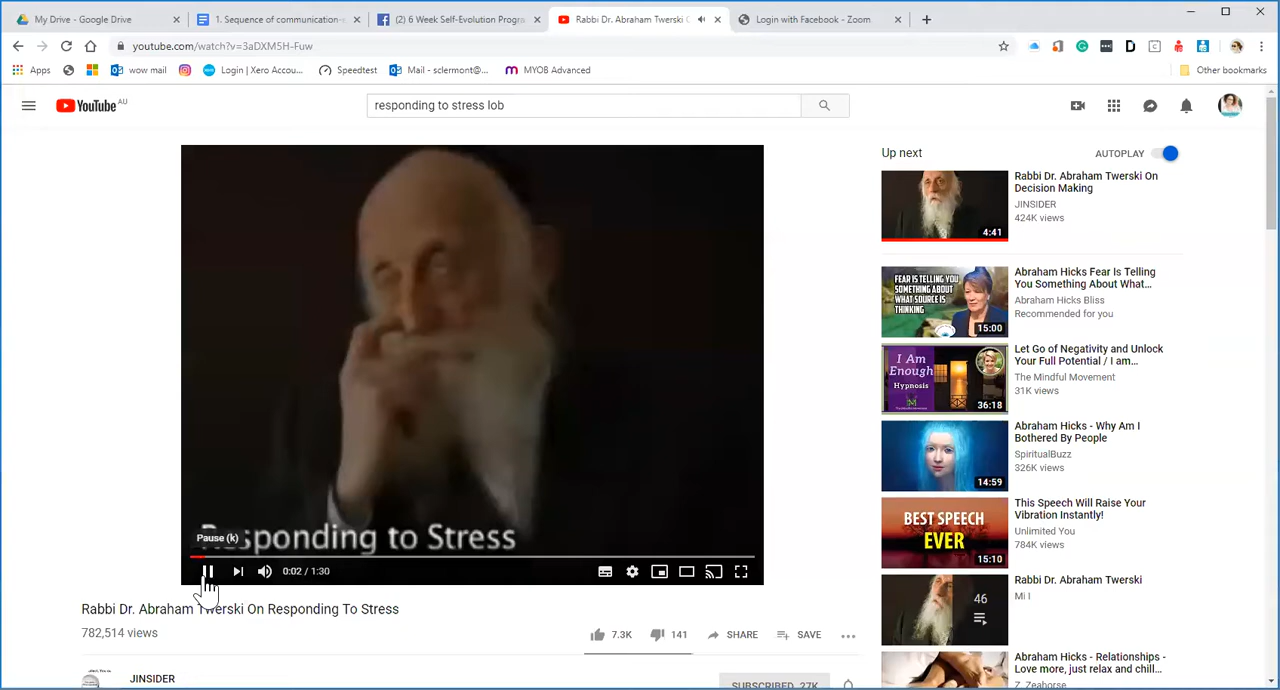 My Drive - Google Drive
1. Sequence of communication-
(2) 6 Week Self-Evolution Progra
Rabbi Dr. Abraham Twerski O
Login with Facebook - Zoom
youtube.com/watch?v=3aDXM5H-Fuw
Apps
wow mail
Login | Xero Accou...
Speedtest
Mail - sclermont@...
MYOB Advanced
Other bookmarks
YouTube AU
responding to stress lob
Responding to Stress
Pause (k)
0:02 / 1:30
Rabbi Dr. Abraham Twerski On Responding To Stress
782,514 views
7.3K
141
SHARE
SAVE
JINSIDER
SUBSCRIBED 27K
Up next
AUTOPLAY
4:41
Rabbi Dr. Abraham Twerski On
Decision Making
JINSIDER
424K views
FEAR IS TELLING YOU
SOMETHING ABOUT
WHAT SOURCE IS
THINKING
15:00
Abraham Hicks Fear Is Telling
You Something About What...
Abraham Hicks Bliss
Recommended for you
I Am
Enough
Hypnosis
36:18
Let Go of Negativity and Unlock
Your Full Potential / I am...
The Mindful Movement
31K views
14:59
Abraham Hicks - Why Am I
Bothered By People
SpiritualBuzz
326K views
BEST SPEECH
EVER
15:10
This Speech Will Raise Your
Vibration Instantly!
Unlimited You
784K views
46
Rabbi Dr. Abraham Twerski
Mi I
Abraham Hicks - Relationships -
Love more, just relax and chill...
Z. Zeahorse